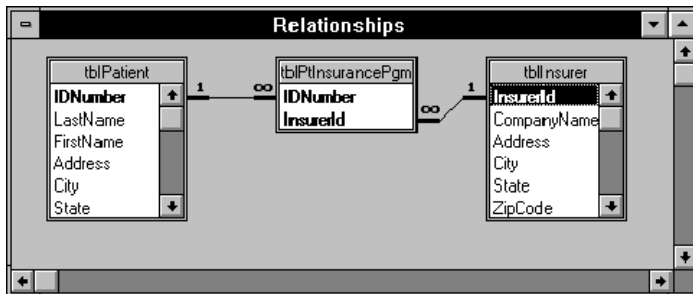 Relationships
tblPatient
IDNumber
LastName
FirstName
Address
City
State
1
∞
tblPtInsurancePgm
IDNumber
InsurerId
∞
1
tblInsurer
InsurerId
CompanyName
Address
City
State
ZipCode